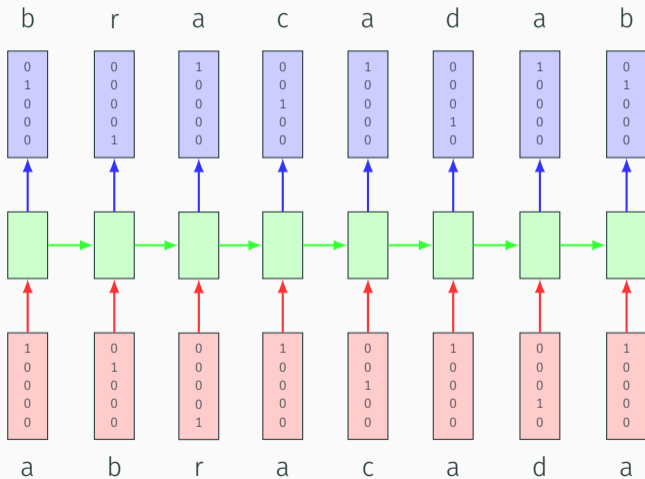 b r a c a d a b
0 0 1 0 1 0 1 0
1 0 0 0 0 0 0 1
0 0 0 1 0 0 0 0
0 0 0 0 0 1 0 0
0 1 0 0 0 0 0 0
1 0 0 1 0 1 0 1
0 1 0 0 0 0 0 0
0 0 0 0 1 0 0 0
0 0 0 0 0 0 1 0
0 0 1 0 0 0 0 0
a b r a c a d a